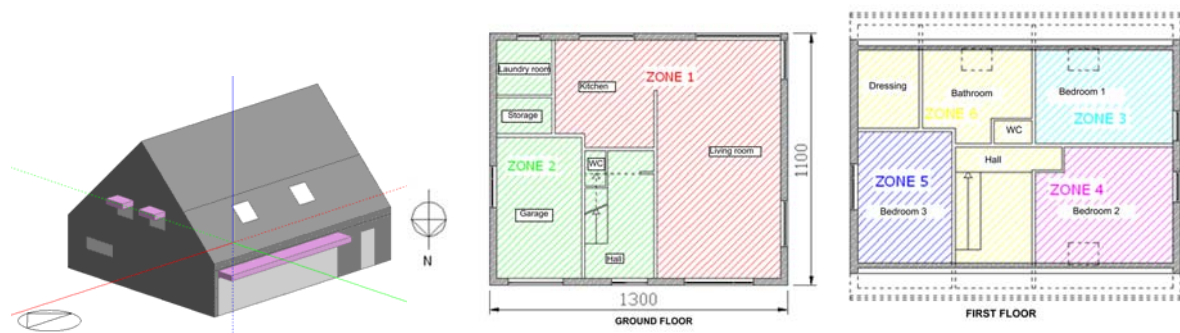 N
Laundry room
ZONE 1
Kitchen
Storage
WC
Living room
ZONE 2
Garage
Hall
1300
1100
GROUND FLOOR
Dressing
Bathroom
Bedroom 1
ZONE 6
ZONE 3
WC
Hall
ZONE 5
ZONE 4
Bedroom 3
Bedroom 2
FIRST FLOOR